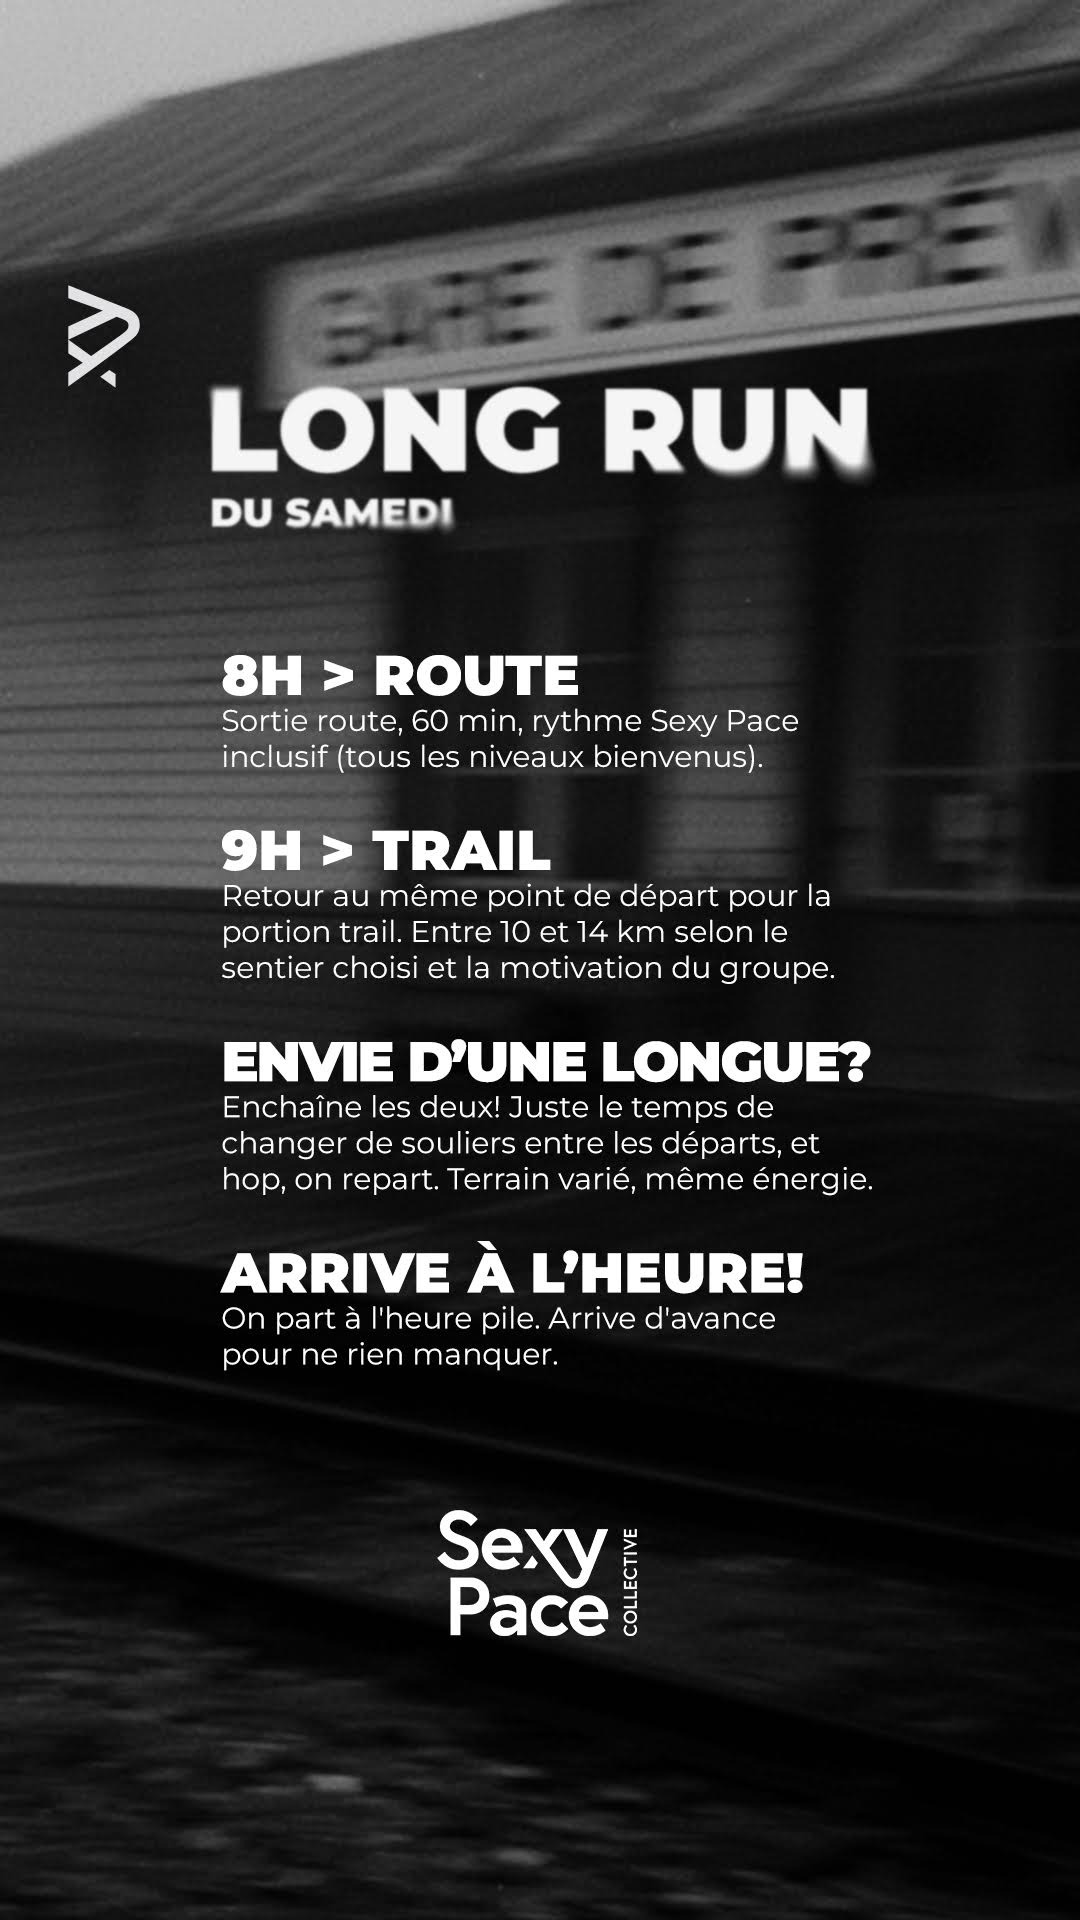 GARE DE
LONG RUN
DU SAMEDI
8H > ROUTE
Sortie route, 60 min, rythme Sexy Pace
inclusif (tous les niveaux bienvenus).
9H > TRAIL
Retour au même point de départ pour la
portion trail. Entre 10 et 14 km selon le
sentier choisi et la motivation du groupe.
ENVIE D’UNE LONGUE?
Enchaîne les deux! Juste le temps de
changer de souliers entre les départs, et
hop, on repart. Terrain varié, même énergie.
ARRIVE À L’HEURE!
On part à l'heure pile. Arrive d'avance
pour ne rien manquer.
Sexy
Pace
COLLECTIVE